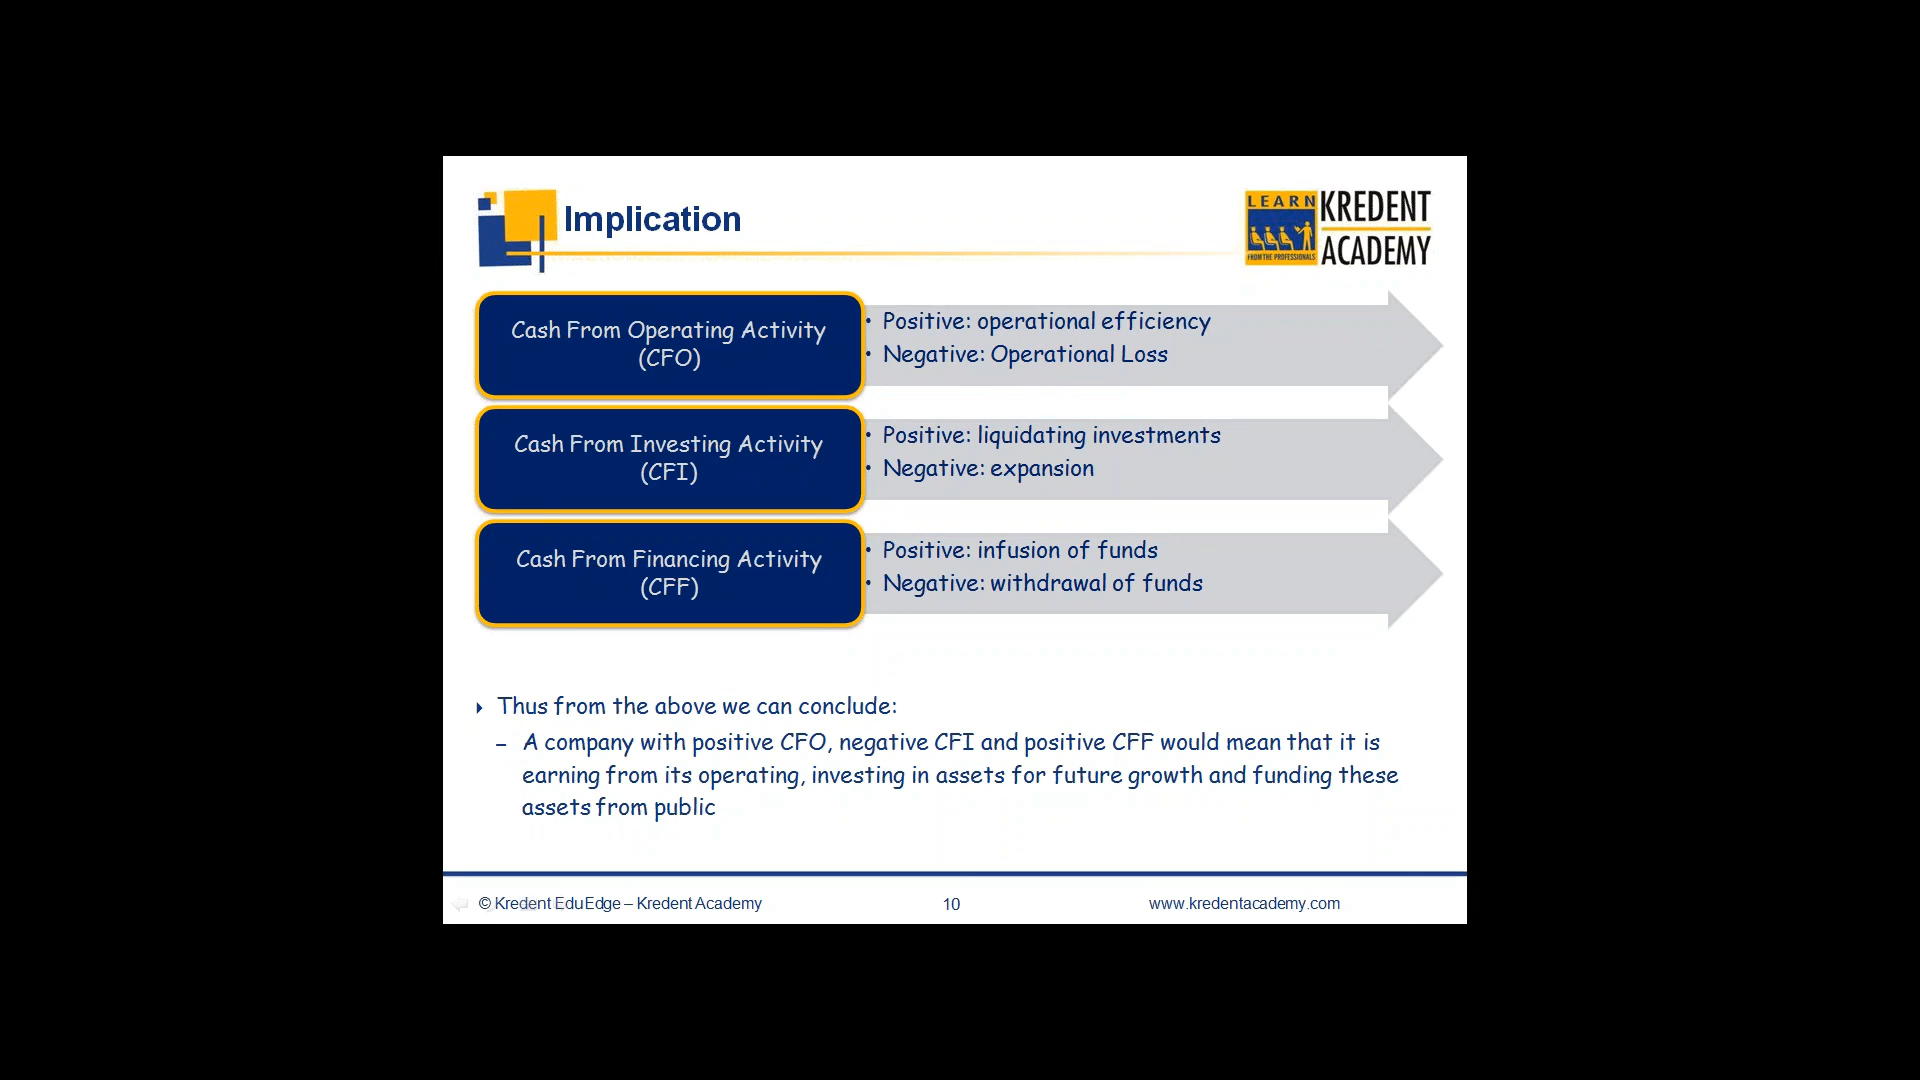 Implication
LEARN
FROM THE PROFESSIONALS
KREDENT
ACADEMY
Cash From Operating Activity
(CFO)
• Positive: operational efficiency
• Negative: Operational Loss
Cash From Investing Activity
(CFI)
• Positive: liquidating investments
• Negative: expansion
Cash From Financing Activity
(CFF)
• Positive: infusion of funds
• Negative: withdrawal of funds
Thus from the above we can conclude:
– A company with positive CFO, negative CFI and positive CFF would mean that it is
earning from its operating, investing in assets for future growth and funding these
assets from public
© Kredent EduEdge – Kredent Academy
10
www.kredentacademy.com